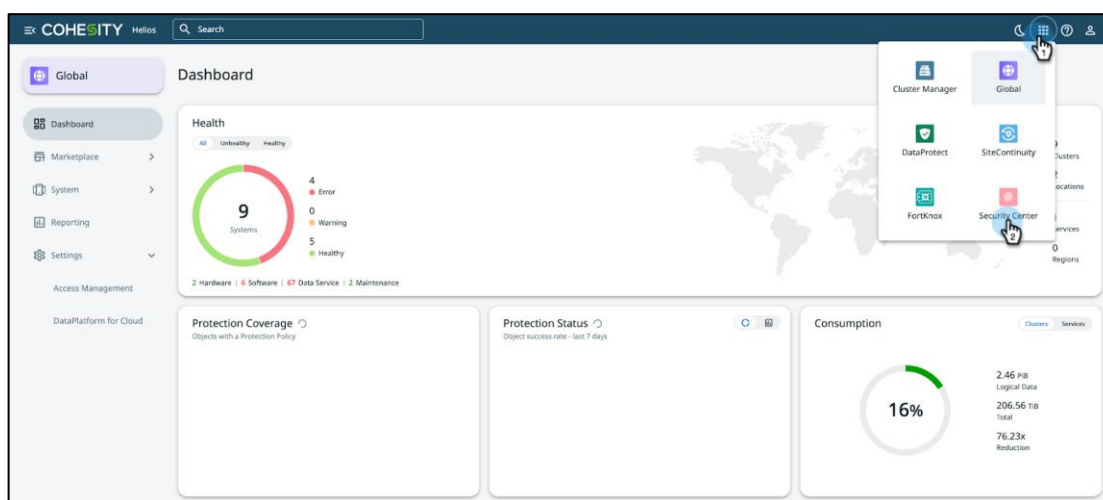 COHESITY Helios
Search
1
Global
Dashboard
Marketplace
System
Reporting
Settings
Access Management
DataPlatform for Cloud
Dashboard
Health
All Unhealthy Healthy
9
Systems
4
Error
0
Warning
5
Healthy
2 Hardware | 6 Software | 67 Data Service | 2 Maintenance
Cluster Manager Global
DataProtect SiteContinuity
FortKnox Security Center
2
9
Clusters
2
Locations
Services
0
Regions
Protection Coverage
Objects with a Protection Policy
Protection Status
Object success rate - last 7 days
Consumption
Clusters Services
16%
2.46 PiB
Logical Data
206.56 TiB
Total
76.23x
Reduction